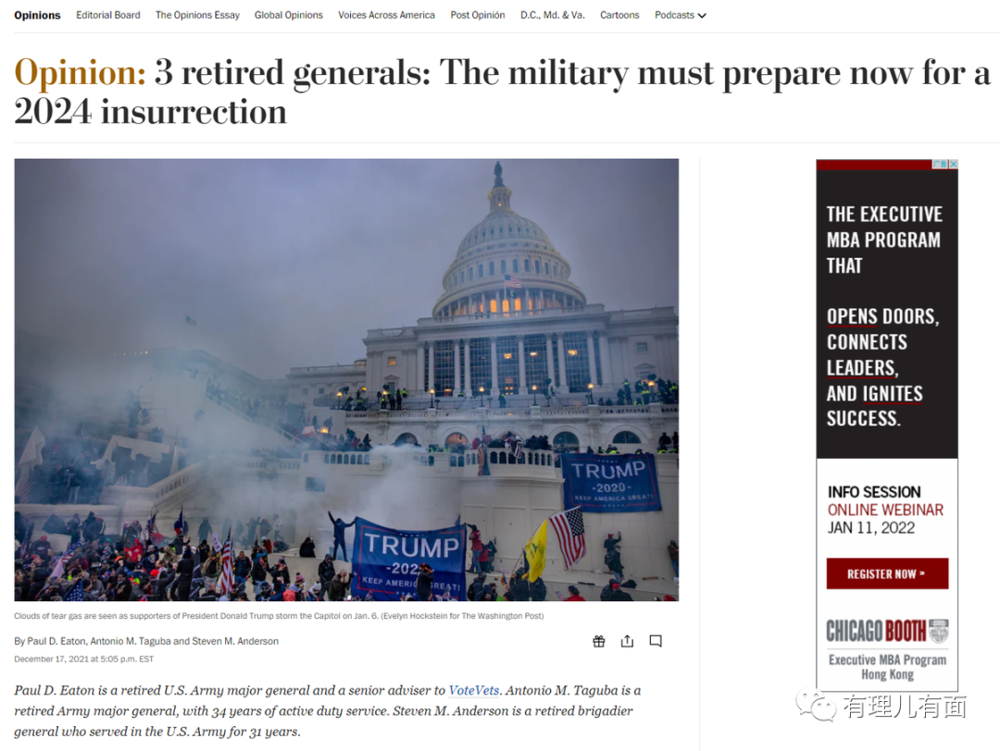 Opinions Editorial Board The Opinions Essay Global Opinions Voices Across America Post Opinión D.C., Md. & Va. Cartoons Podcasts
Opinion: 3 retired generals: The military must prepare now for a
2024 insurrection
TRUMP
-2020-
KEEP AMERICA GREAT!
TRUMP
-202
KEEP AMERICA GREAT!
Clouds of tear gas are seen as supporters of President Donald Trump storm the Capitol on Jan. 6. (Evelyn Hockstein for The Washington Post)
By Paul D. Eaton, Antonio M. Taguba and Steven M. Anderson
December 17, 2021 at 5:05 p.m. EST
Paul D. Eaton is a retired U.S. Army major general and a senior adviser to VoteVets. Antonio M. Taguba is a
retired Army major general, with 34 years of active duty service. Steven M. Anderson is a retired brigadier
general who served in the U.S. Army for 31 years.
广告
THE EXECUTIVE
MBA PROGRAM
THAT
OPENS DOORS,
CONNECTS
LEADERS,
AND IGNITES
SUCCESS.
INFO SESSION
ONLINE WEBINAR
JAN 11, 2022
REGISTER NOW »
CHICAGO BOOTH
Executive MBA Program
Hong Kong
有理儿有面